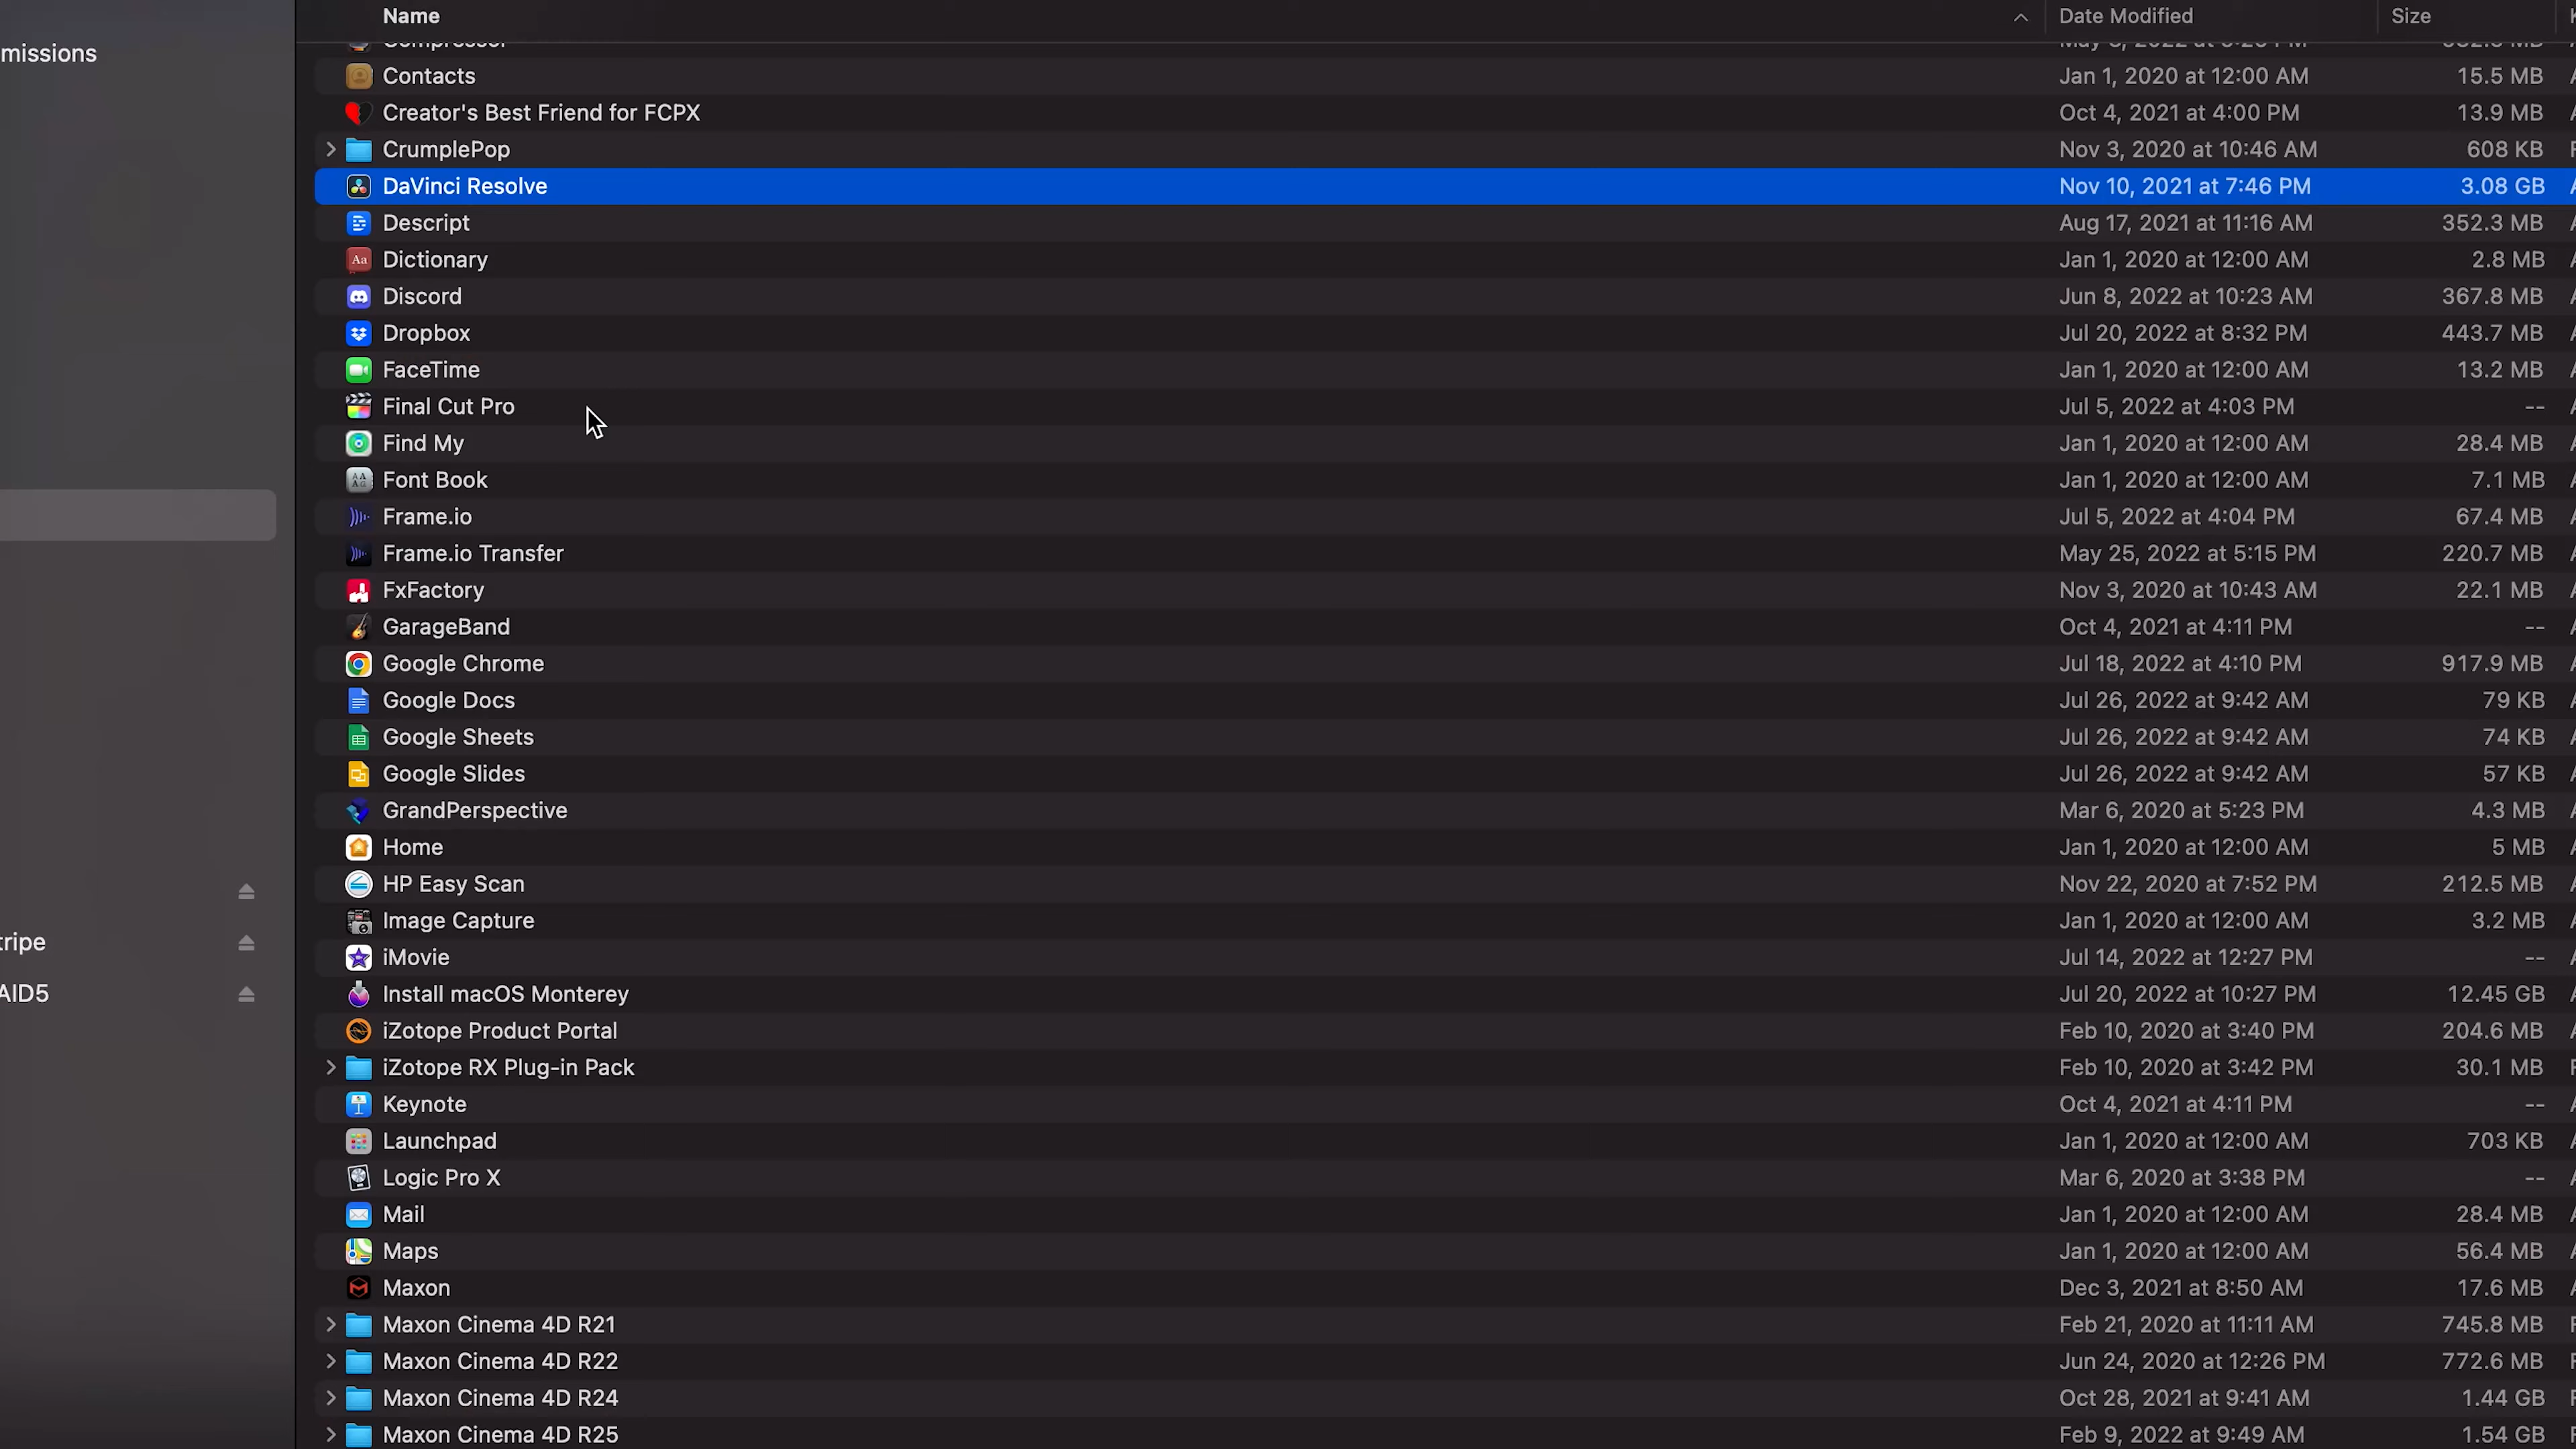 Name Date Modified Size
missions
Compressor
Contacts Jan 1, 2020 at 12:00 AM 15.5 MB
Creator's Best Friend for FCPX Oct 4, 2021 at 4:00 PM 13.9 MB
CrumplePop Nov 3, 2020 at 10:46 AM 608 KB
DaVinci Resolve Nov 10, 2021 at 7:46 PM 3.08 GB
Descript Aug 17, 2021 at 11:16 AM 352.3 MB
Dictionary Jan 1, 2020 at 12:00 AM 2.8 MB
Discord Jun 8, 2022 at 10:23 AM 367.8 MB
Dropbox Jul 20, 2022 at 8:32 PM 443.7 MB
FaceTime Jan 1, 2020 at 12:00 AM 13.2 MB
Final Cut Pro Jul 5, 2022 at 4:03 PM --
Find My Jan 1, 2020 at 12:00 AM 28.4 MB
Font Book Jan 1, 2020 at 12:00 AM 7.1 MB
Frame.io Jul 5, 2022 at 4:04 PM 67.4 MB
Frame.io Transfer May 25, 2022 at 5:15 PM 220.7 MB
FxFactory Nov 3, 2020 at 10:43 AM 22.1 MB
GarageBand Oct 4, 2021 at 4:11 PM --
Google Chrome Jul 18, 2022 at 4:10 PM 917.9 MB
Google Docs Jul 26, 2022 at 9:42 AM 79 KB
Google Sheets Jul 26, 2022 at 9:42 AM 74 KB
Google Slides Jul 26, 2022 at 9:42 AM 57 KB
GrandPerspective Mar 6, 2020 at 5:23 PM 4.3 MB
Home Jan 1, 2020 at 12:00 AM 5 MB
HP Easy Scan Nov 22, 2020 at 7:52 PM 212.5 MB
Image Capture Jan 1, 2020 at 12:00 AM 3.2 MB
tripe
iMovie Jul 14, 2022 at 12:27 PM --
AID5
Install macOS Monterey Jul 20, 2022 at 10:27 PM 12.45 GB
iZotope Product Portal Feb 10, 2020 at 3:40 PM 204.6 MB
iZotope RX Plug-in Pack Feb 10, 2020 at 3:42 PM 30.1 MB
Keynote Oct 4, 2021 at 4:11 PM --
Launchpad Jan 1, 2020 at 12:00 AM 703 KB
Logic Pro X Mar 6, 2020 at 3:38 PM --
Mail Jan 1, 2020 at 12:00 AM 28.4 MB
Maps Jan 1, 2020 at 12:00 AM 56.4 MB
Maxon Dec 3, 2021 at 8:50 AM 17.6 MB
Maxon Cinema 4D R21 Feb 21, 2020 at 11:11 AM 745.8 MB
Maxon Cinema 4D R22 Jun 24, 2020 at 12:26 PM 772.6 MB
Maxon Cinema 4D R24 Oct 28, 2021 at 9:41 AM 1.44 GB
Maxon Cinema 4D R25 Feb 9, 2022 at 9:49 AM 1.54 GB